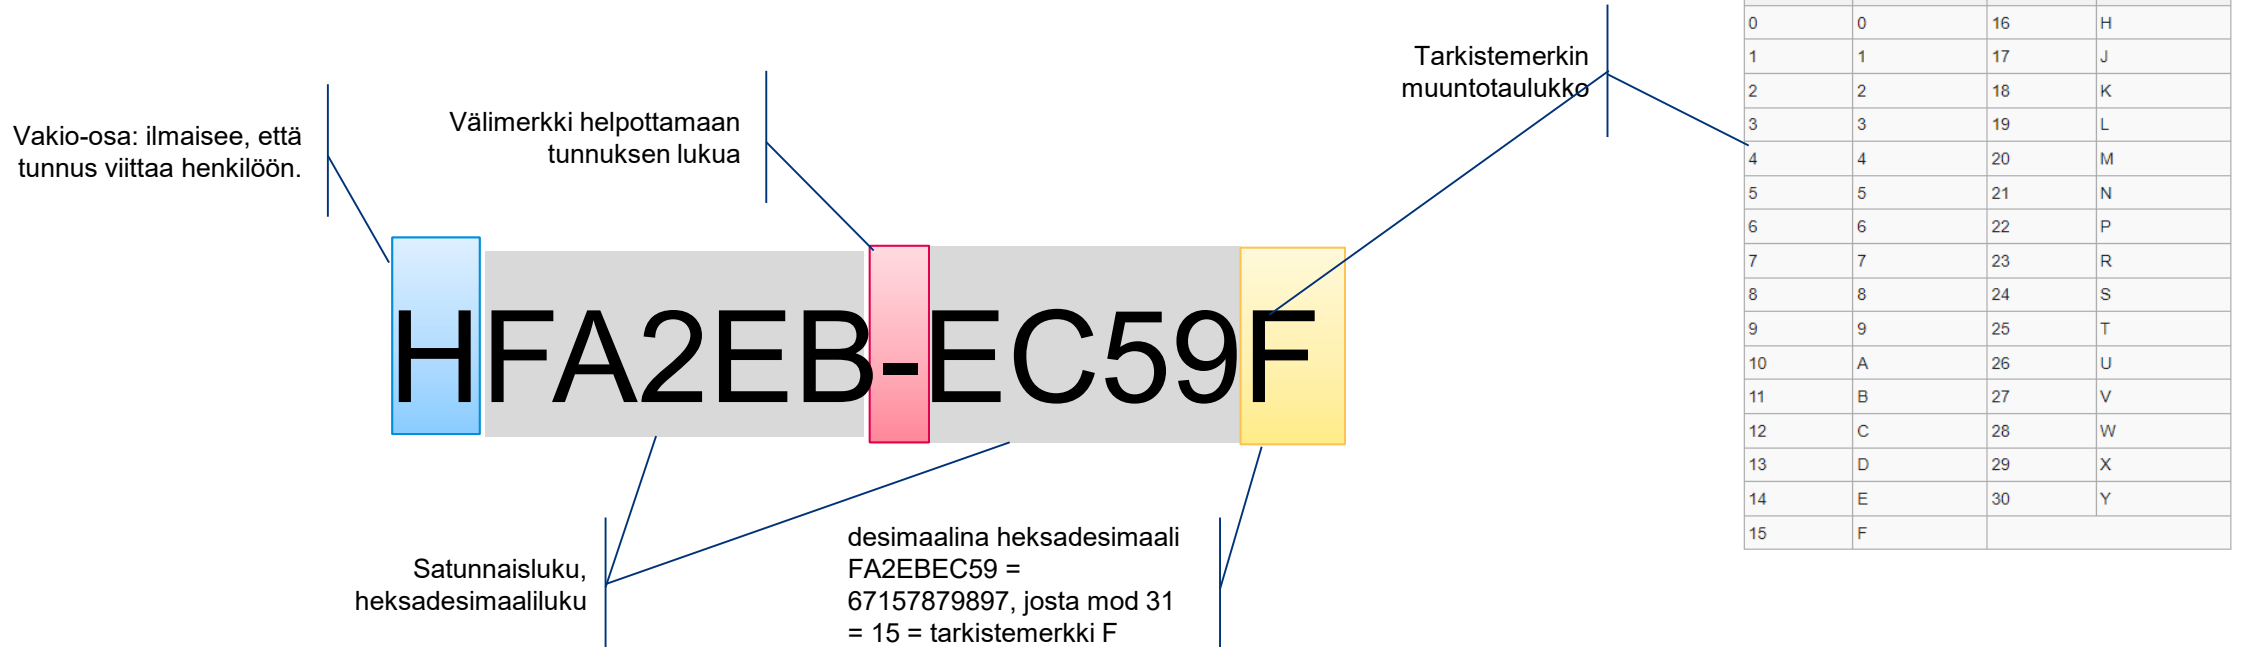 Vakio-osa: ilmaisee, että
tunnus viittaa henkilöön.
Välimerkki helpottamaan
tunnuksen lukua
Tarkistemerkin
muuntotaulukko
HFA2EB-EC59F
Satunnaisluku,
heksadesimaaliluku
desimaalina heksadesimaali
FA2EBEC59 =
67157879897, josta mod 31
= 15 = tarkistemerkki F
0 0 16 H
1 1 17 J
2 2 18 K
3 3 19 L
4 4 20 M
5 5 21 N
6 6 22 P
7 7 23 R
8 8 24 S
9 9 25 T
10 A 26 U
11 B 27 V
12 C 28 W
13 D 29 X
14 E 30 Y
15 F